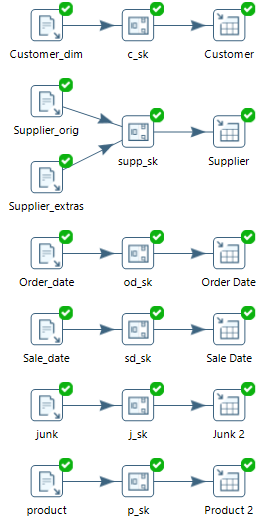 Customer_dim
c_sk
Customer
Supplier_orig
supp_sk
Supplier
Supplier_extras
Order_date
od_sk
Order Date
Sale_date
sd_sk
Sale Date
junk
j_sk
Junk 2
product
p_sk
Product 2